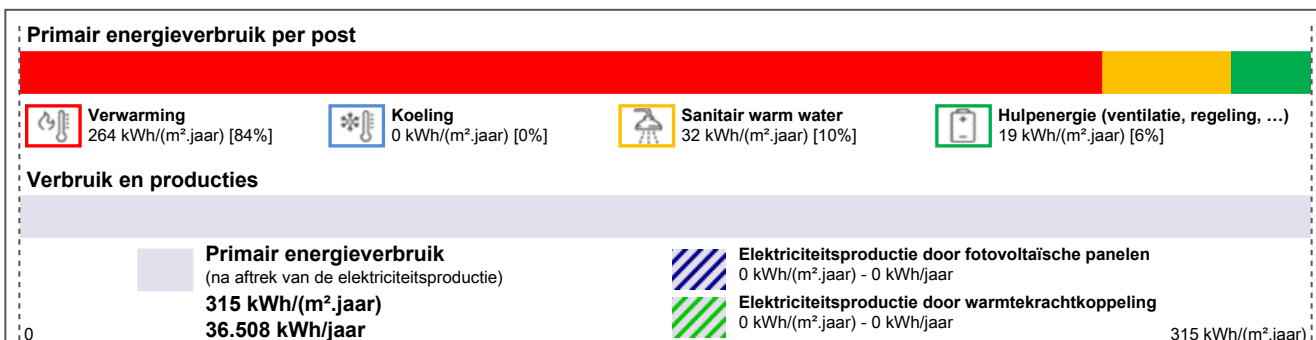 Primair energieverbruik per post
Verwarming
264 kWh/(m².jaar) [84%]
Koeling
0 kWh/(m².jaar) [0%]
Sanitair warm water
32 kWh/(m².jaar) [10%]
Hulpenergie (ventilatie, regeling, …)
19 kWh/(m².jaar) [6%]
Verbruik en producties
Primair energieverbruik
(na aftrek van de elektriciteitsproductie)
315 kWh/(m².jaar)
36.508 kWh/jaar
Elektriciteitsproductie door fotovoltaïsche panelen
0 kWh/(m².jaar) - 0 kWh/jaar
Elektriciteitsproductie door warmtekrachtkoppeling
0 kWh/(m².jaar) - 0 kWh/jaar
0
315 kWh/(m².jaar)